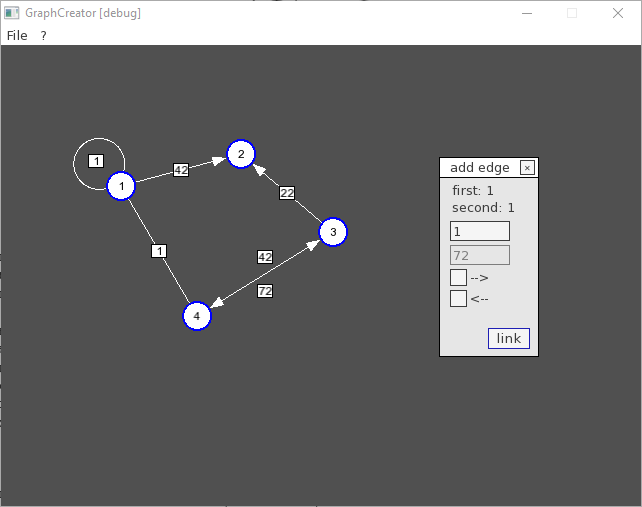 GraphCreator [debug]
File ?
1
1
42
2
22
3
1
42
72
4
add edge
first: 1
second: 1
1
72
-->
<--
link